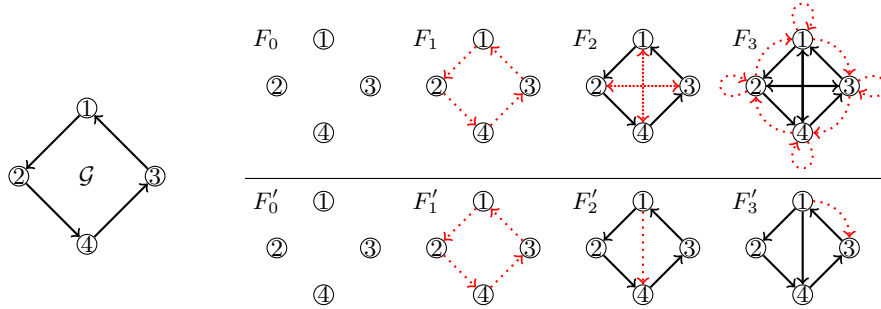 F₀ ① F₁ ① F₂ ① F₃ ①
② ③ ② ③ ② ③ ② ③
①
② 𝒢 ③
④ ④ ④ ④
④
F′₀ ① F′₁ ① F′₂ ① F′₃ ①
② ③ ② ③ ② ③ ② ③
④ ④ ④ ④